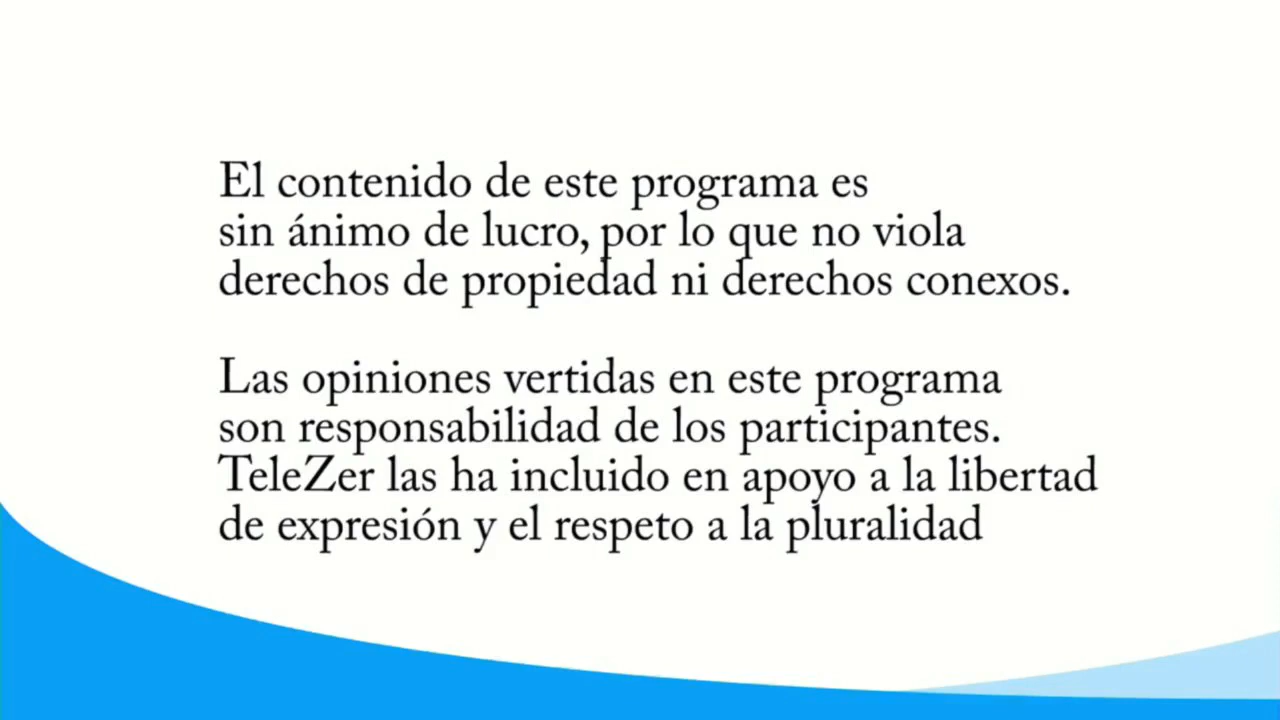 El contenido de este programa es
sin ánimo de lucro, por lo que no viola
derechos de propiedad ni derechos conexos.
Las opiniones vertidas en este programa
son responsabilidad de los participantes.
TeleZer las ha incluido en apoyo a la libertad
de expresión y el respeto a la pluralidad